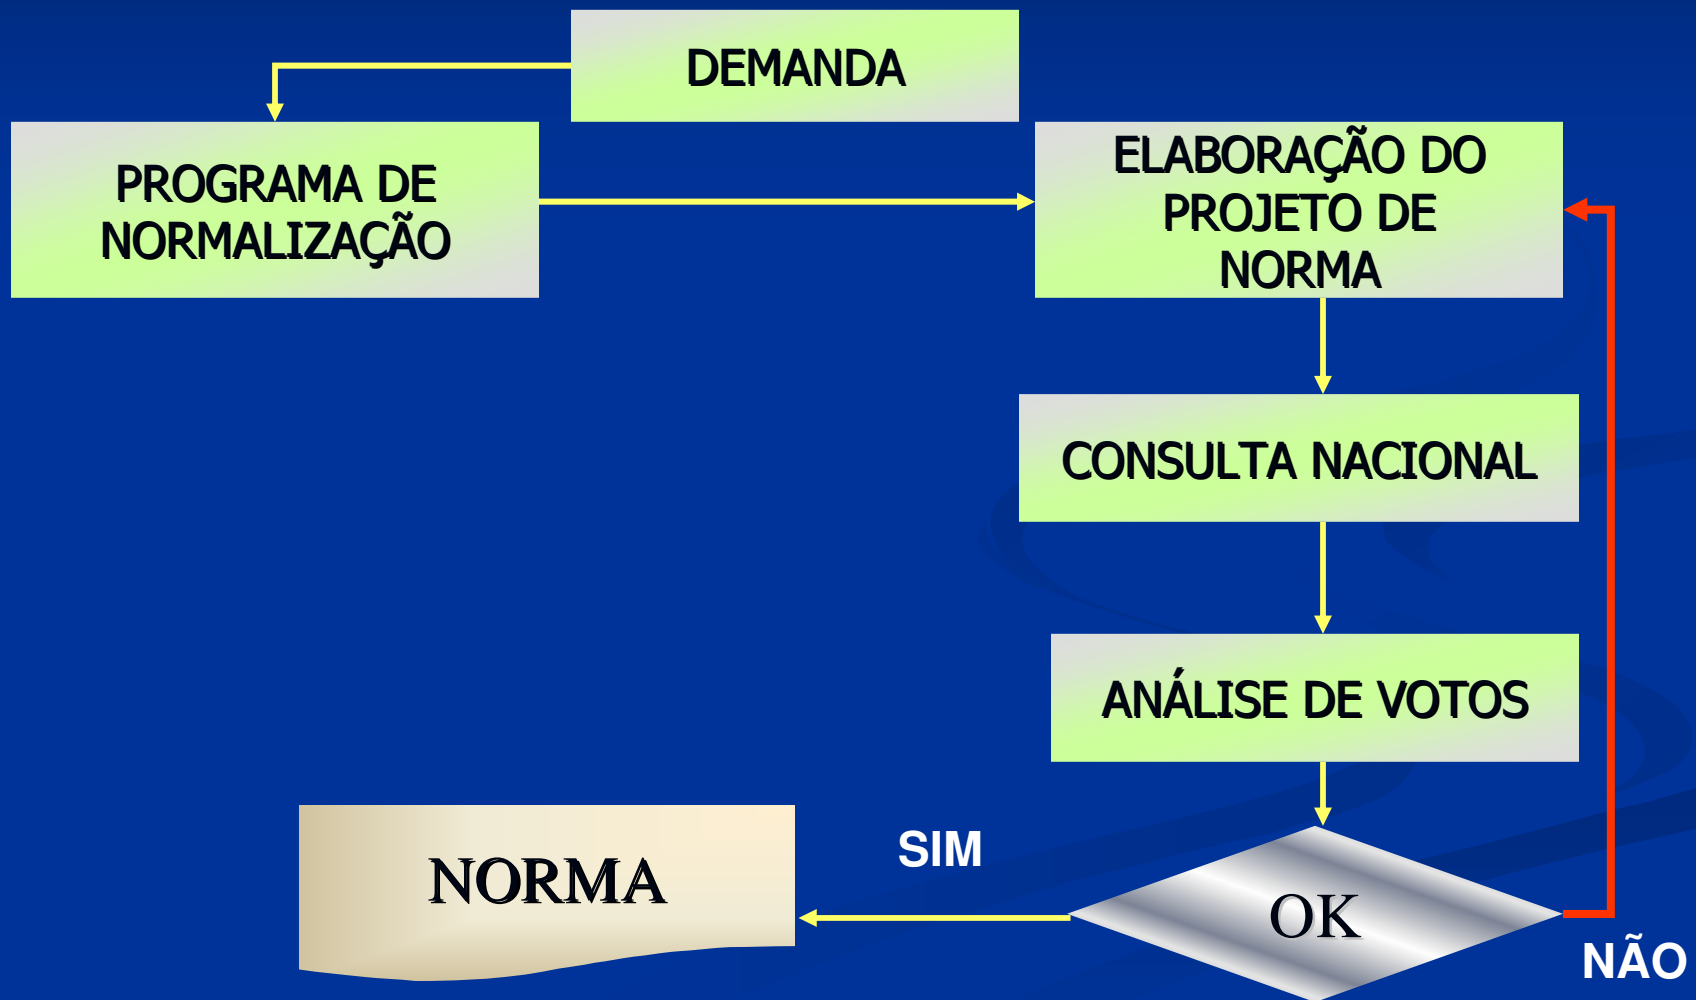 DEMANDA
PROGRAMA DE
NORMALIZAÇÃO
ELABORAÇÃO DO
PROJETO DE
NORMA
CONSULTA NACIONAL
ANÁLISE DE VOTOS
OK
SIM
NORMA
NÃO